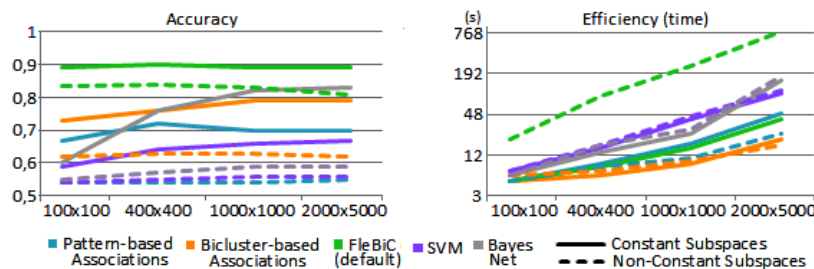 Accuracy
1
0,9
0,8
0,7
0,6
0,5
100x100 400x400 1000x1000 2000x5000
(s) Efficiency (time)
768
192
48
12
3
100x100 400x400 1000x1000 2000x5000
Pattern-based Associations
Bicluster-based Associations
FleBiC (default)
SVM
Bayes Net
Constant Subspaces
Non-Constant Subspaces